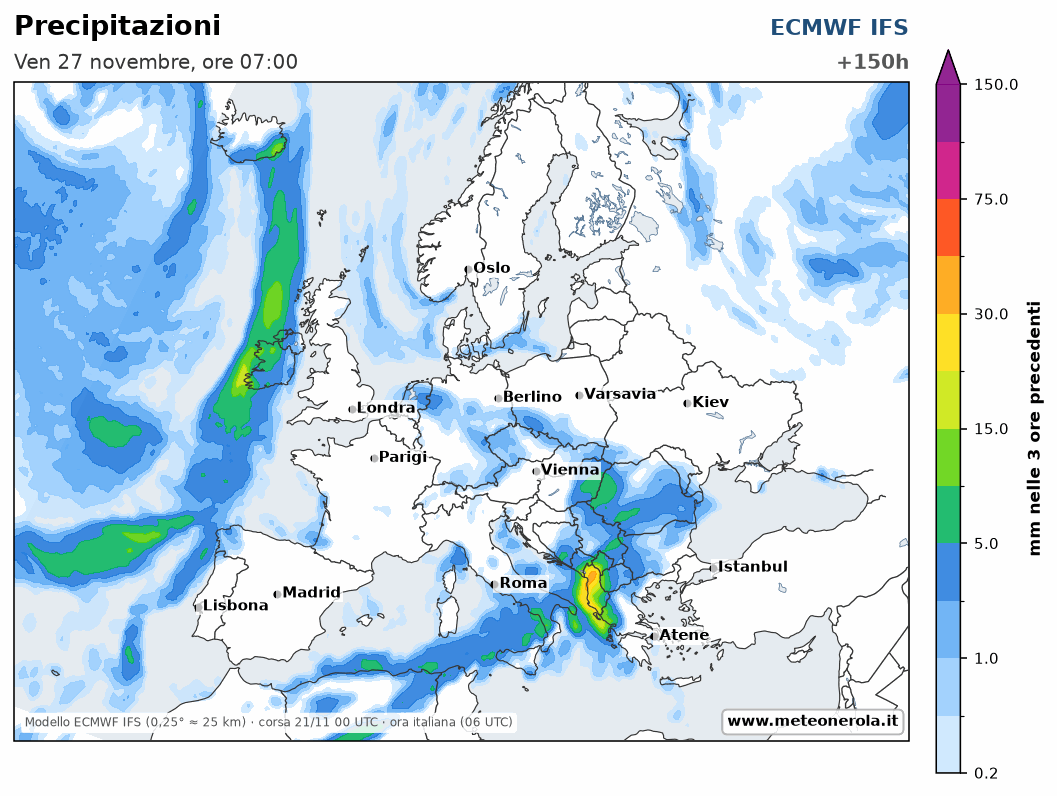 Precipitazioni
ECMWF IFS
Ven 27 novembre, ore 07:00
+150h
150.0
75.0
30.0
15.0
5.0
1.0
0.2
mm nelle 3 ore precedenti
Oslo
Berlino
Varsavia
Kiev
Londra
Parigi
Vienna
Istanbul
Roma
Madrid
Lisbona
Atene
Modello ECMWF IFS (0,25° ≈ 25 km) · corsa 21/11 00 UTC · ora italiana (06 UTC)
www.meteonerola.it